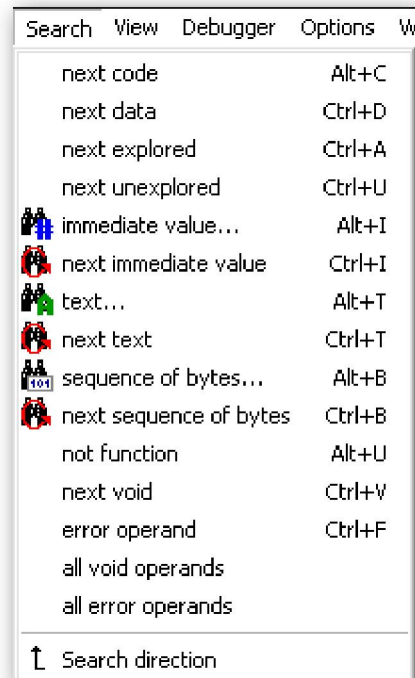 Search View Debugger Options
next code Alt+C
next data Ctrl+D
next explored Ctrl+A
next unexplored Ctrl+U
immediate value... Alt+I
next immediate value Ctrl+I
text... Alt+T
next text Ctrl+T
101 sequence of bytes... Alt+B
next sequence of bytes Ctrl+B
not function Alt+U
next void Ctrl+V
error operand Ctrl+F
all void operands
all error operands
Search direction